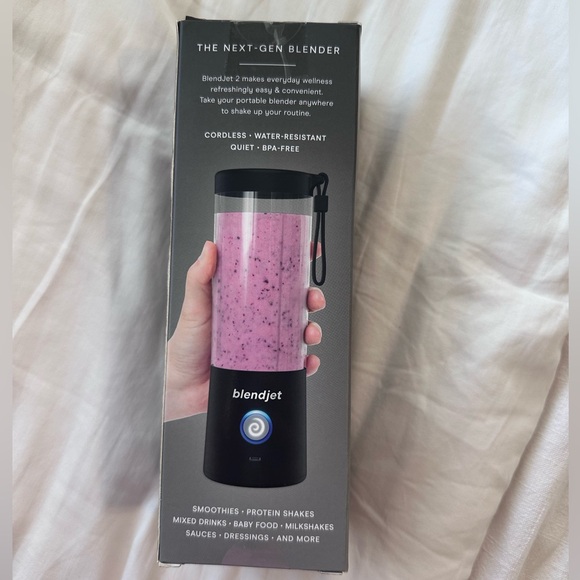 THE NEXT-GEN BLENDER
BlendJet 2 makes everyday wellness
refreshingly easy & convenient.
Take your portable blender anywhere
to shake up your routine.
CORDLESS • WATER-RESISTANT
QUIET • BPA-FREE
blendjet
SMOOTHIES • PROTEIN SHAKES
MIXED DRINKS • BABY FOOD • MILKSHAKES
SAUCES • DRESSINGS • AND MORE